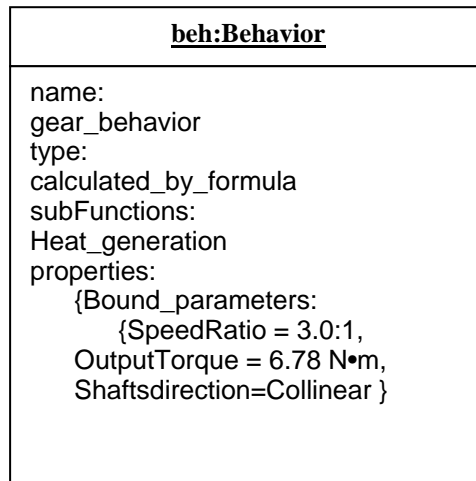 beh:Behavior
name:
gear_behavior
type:
calculated_by_formula
subFunctions:
Heat_generation
properties:
{Bound_parameters:
{SpeedRatio = 3.0:1,
OutputTorque = 6.78 N•m,
Shaftsdirection=Collinear }